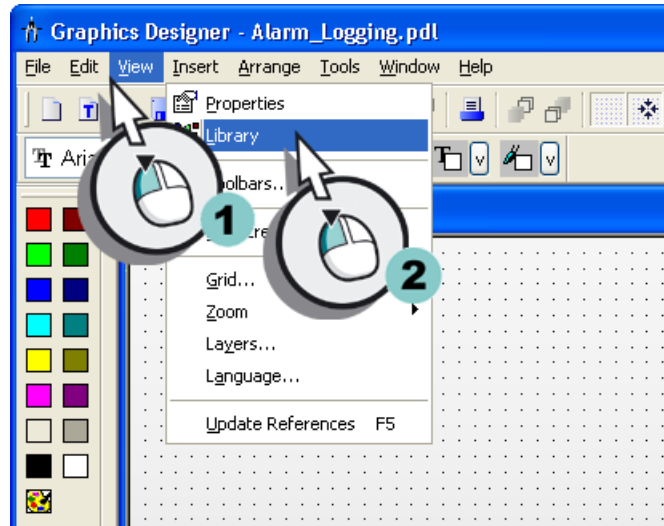 Graphics Designer - Alarm_Logging.pdl
File Edit View Insert Arrange Tools Window Help
Properties
Library
1
2
Grid...
Zoom
Layers...
Language...
Update References F5